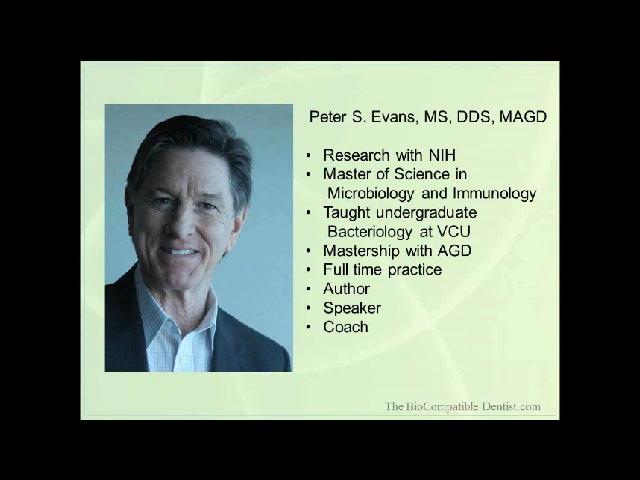 Peter S. Evans, MS, DDS, MAGD
• Research with NIH
• Master of Science in
Microbiology and Immunology
• Taught undergraduate
Bacteriology at VCU
• Mastership with AGD
• Full time practice
• Author
• Speaker
• Coach
The BioCompatible Dentist.com